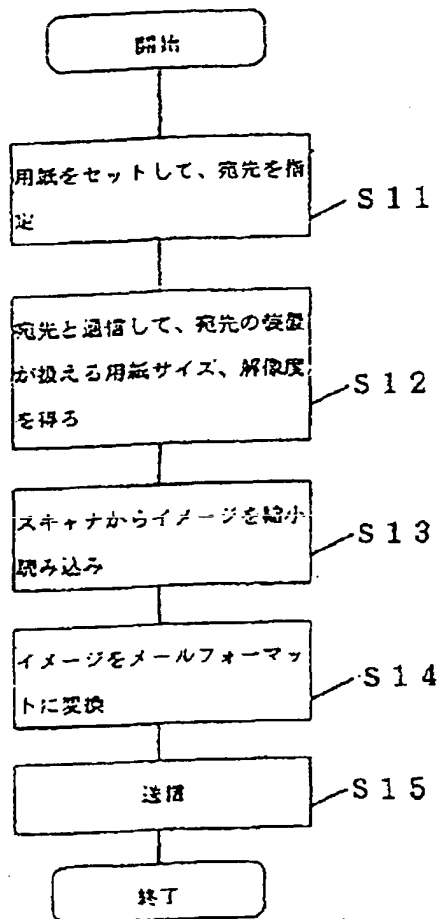 開始
用紙をセットして、宛先を指
定
S11
宛先と通信して、宛先の装置
が扱える用紙サイズ、解像度
を得る
S12
スキャナからイメージを縮小
読み込み
S13
イメージをメールフォーマッ
トに変換
S14
送信
S15
終了